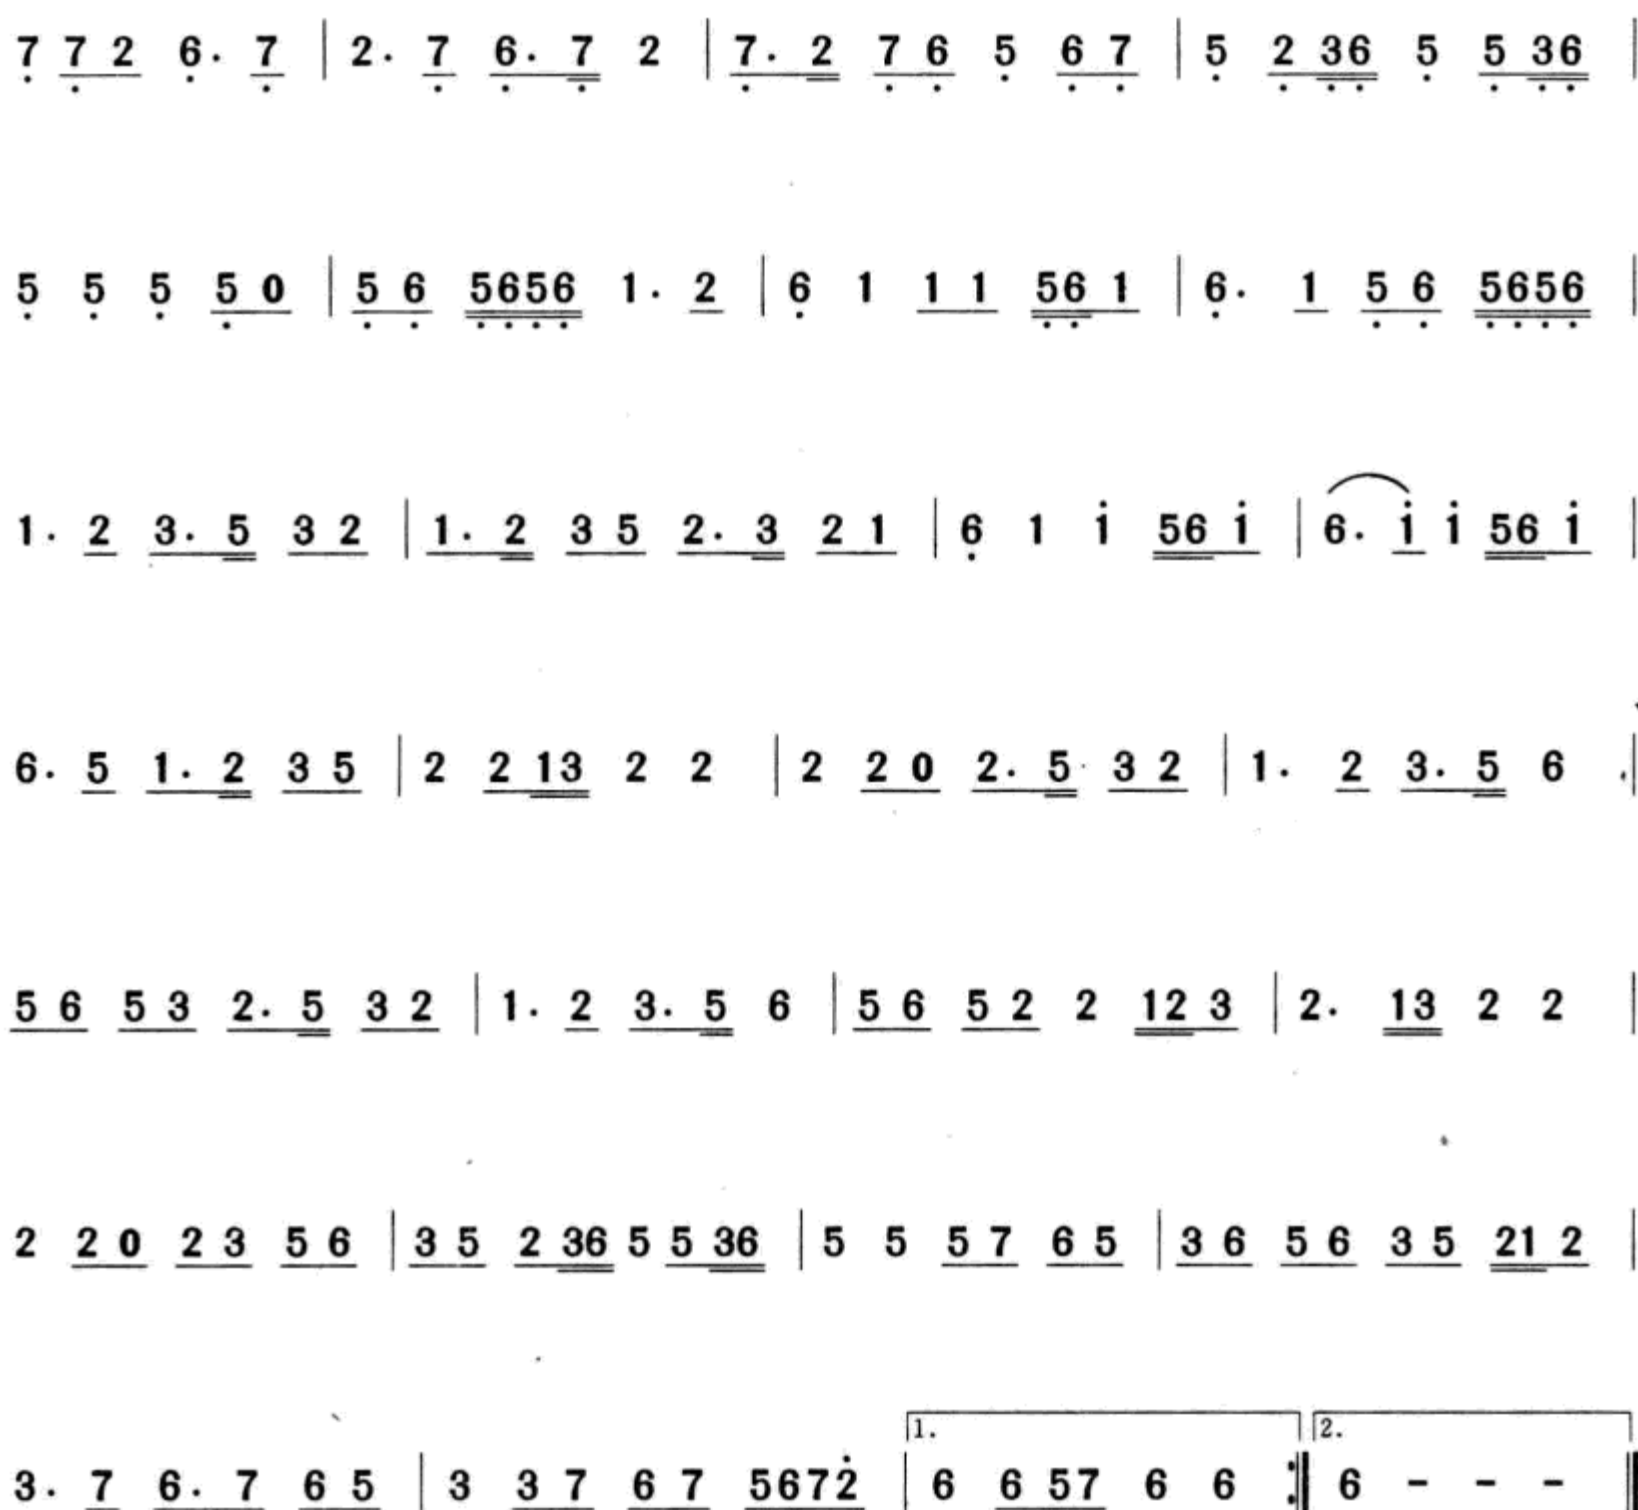 7 7 2 6. 7 | 2. 7 6. 7 2 | 7. 2 7 6 5 6 7 | 5 2 36 5 5 36 |
5 5 5 5 0 | 5 6 5656 1. 2 | 6 1 1 1 56 1 | 6. 1 5 6 5656 |
1. 2 3. 5 3 2 | 1. 2 3 5 2. 3 2 1 | 6 1 i 56 i | 6. i i 56 i |
6. 5 1. 2 3 5 | 2 2 13 2 2 | 2 2 0 2. 5 3 2 | 1. 2 3. 5 6 |
5 6 5 3 2. 5 3 2 | 1. 2 3. 5 6 | 5 6 5 2 2 12 3 | 2. 13 2 2 |
2 2 0 2 3 5 6 | 3 5 2 36 5 5 36 | 5 5 5 7 6 5 | 3 6 5 6 3 5 21 2 |
1. 2.
3. 7 6. 7 6 5 | 3 3 7 6 7 5672̇ | 6 6 57 6 6 :‖ 6 - - - ‖